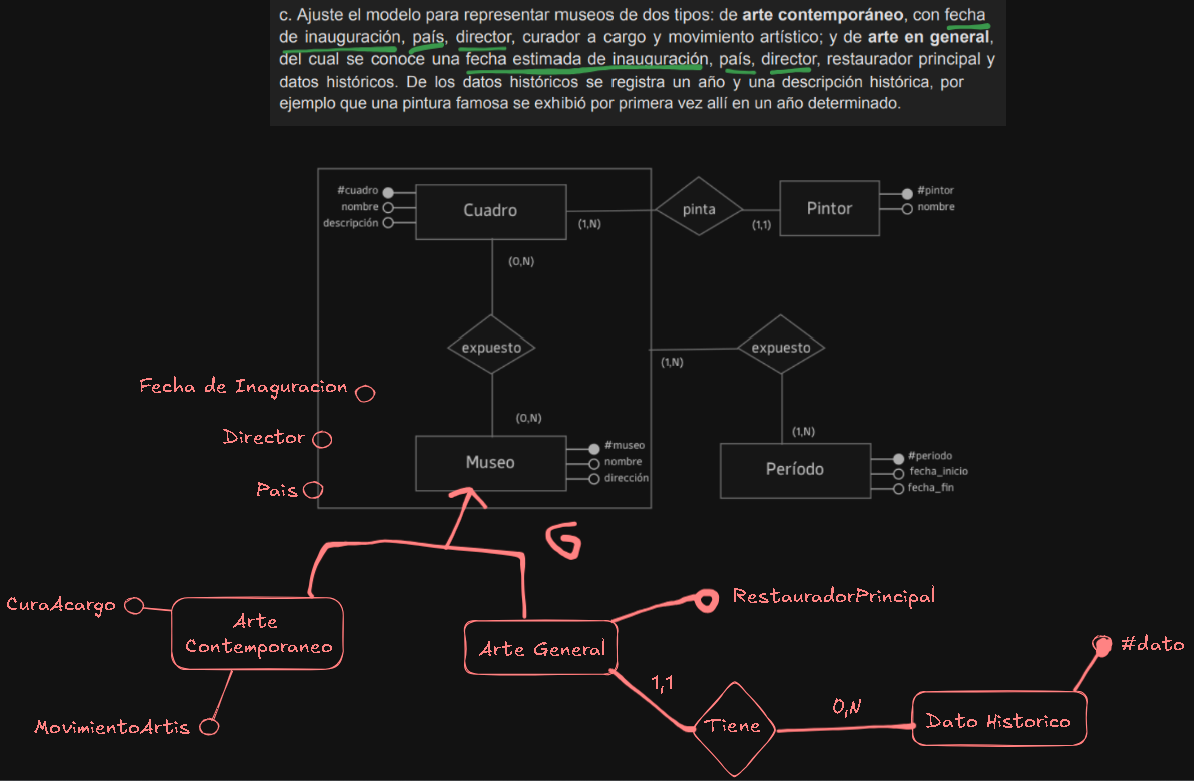 c. Ajuste el modelo para representar museos de dos tipos: de arte contemporáneo, con fecha
de inauguración, país, director, curador a cargo y movimiento artístico; y de arte en general,
del cual se conoce una fecha estimada de inauguración, país, director, restaurador principal y
datos históricos. De los datos históricos se registra un año y una descripción histórica, por
ejemplo que una pintura famosa se exhibió por primera vez allí en un año determinado.
#cuadro
nombre
descripción
Cuadro
(1,N)
pinta
(1,1)
Pintor
#pintor
nombre
(0,N)
expuesto
(0,N)
(1,N)
expuesto
(1,N)
Fecha de Inaguracion
Director
Pais
Museo
#museo
nombre
dirección
Período
#periodo
fecha_inicio
fecha_fin
G
CuraAcargo
Arte
Contemporaneo
MovimientoArtis
Arte General
RestauradorPrincipal
1,1
Tiene
0,N
Dato Historico
#dato